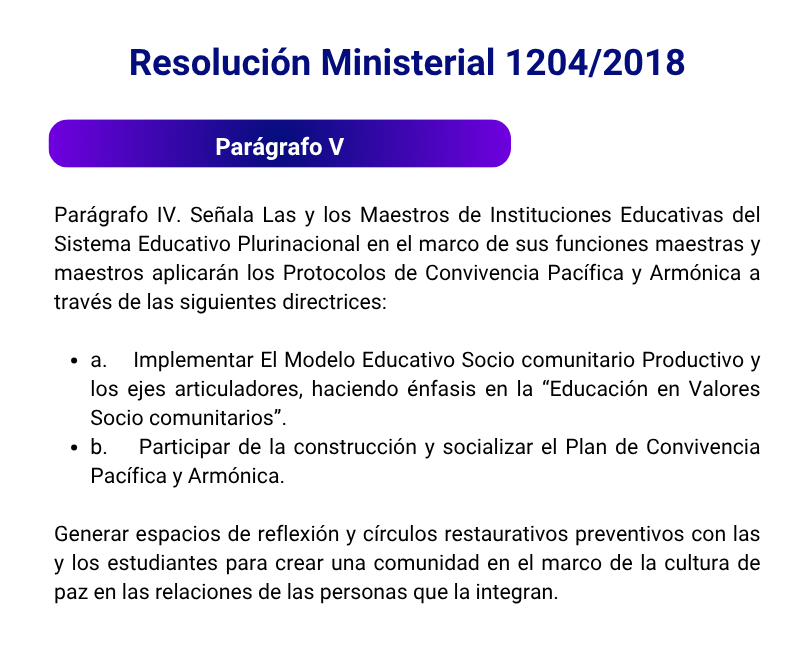 Resolución Ministerial 1204/2018
Parágrafo V
Parágrafo IV. Señala Las y los Maestros de Instituciones Educativas del
Sistema Educativo Plurinacional en el marco de sus funciones maestras y
maestros aplicarán los Protocolos de Convivencia Pacífica y Armónica a
través de las siguientes directrices:
• a. Implementar El Modelo Educativo Socio comunitario Productivo y
los ejes articuladores, haciendo énfasis en la “Educación en Valores
Socio comunitarios”.
• b. Participar de la construcción y socializar el Plan de Convivencia
Pacífica y Armónica.
Generar espacios de reflexión y círculos restaurativos preventivos con las
y los estudiantes para crear una comunidad en el marco de la cultura de
paz en las relaciones de las personas que la integran.